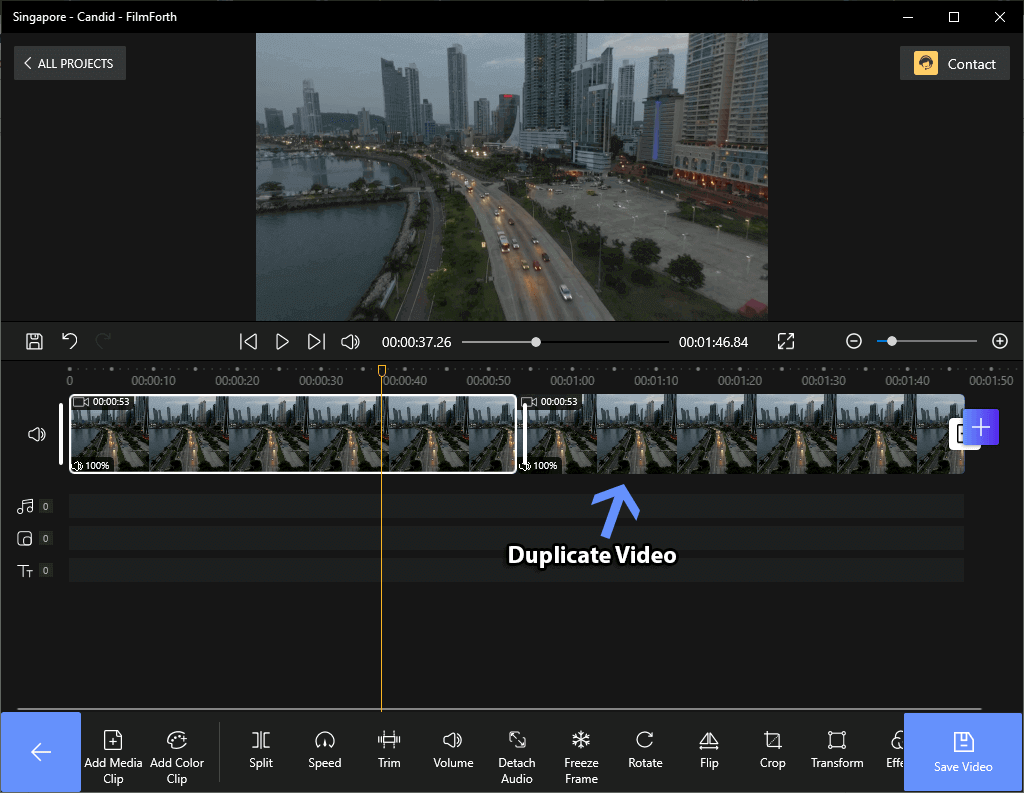 Singapore - Candid - FilmForth
ALL PROJECTS
Contact
00:00:37.26
00:01:46.84
0 00:00:10 00:00:20 00:00:30 00:00:40 00:00:50 00:01:00 00:01:10 00:01:20 00:01:30 00:01:40 00:01:50
00:00:53 00:00:53
100% 100%
0
0
TT 0
Duplicate Video
Add Media Clip
Add Color Clip
Split
Speed
Trim
Volume
Detach Audio
Freeze Frame
Rotate
Flip
Crop
Transform
Effe
Save Video